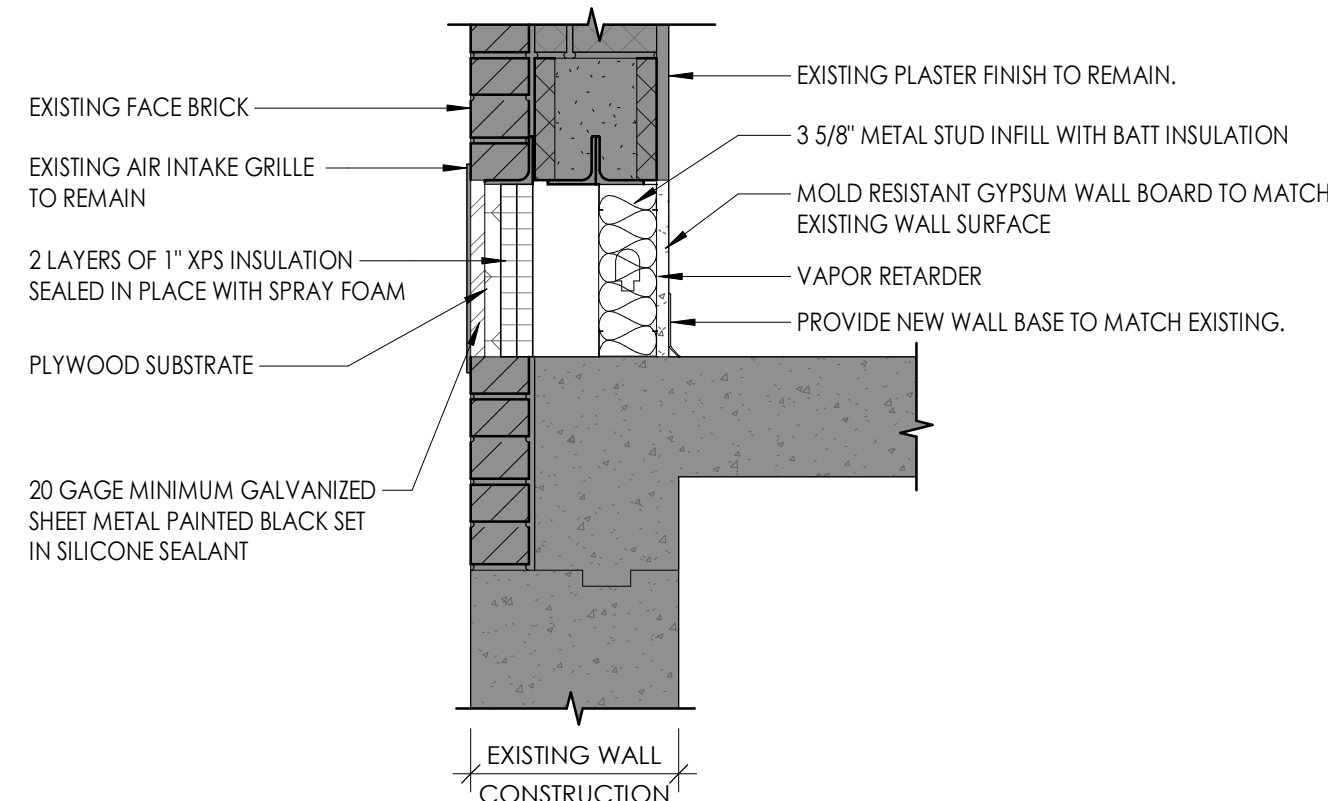 EXISTING FACE BRICK
EXISTING AIR INTAKE GRILLE
TO REMAIN
2 LAYERS OF 1" XPS INSULATION
SEALED IN PLACE WITH SPRAY FOAM
PLYWOOD SUBSTRATE
20 GAGE MINIMUM GALVANIZED
SHEET METAL PAINTED BLACK SET
IN SILICONE SEALANT
EXISTING PLASTER FINISH TO REMAIN.
3 5/8" METAL STUD INFILL WITH BATT INSULATION
MOLD RESISTANT GYPSUM WALL BOARD TO MATCH
EXISTING WALL SURFACE
VAPOR RETARDER
PROVIDE NEW WALL BASE TO MATCH EXISTING.
EXISTING WALL
CONSTRUCTION